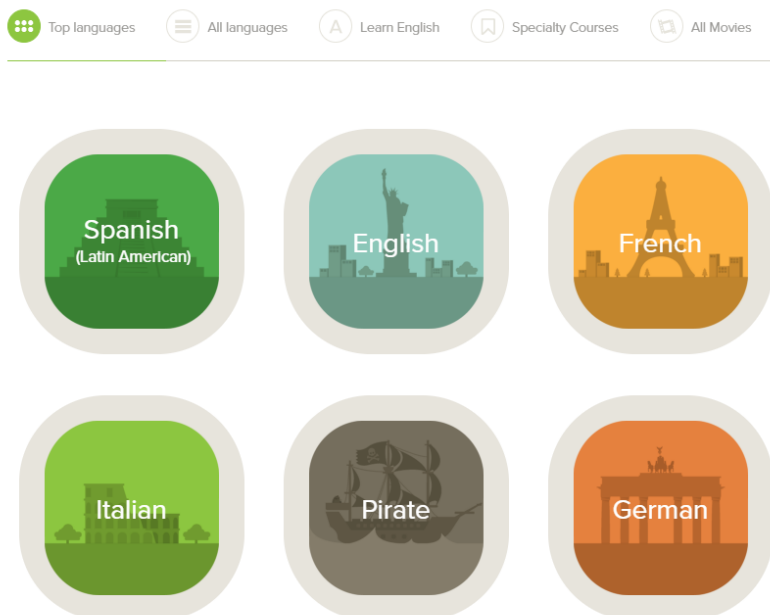 Top languages
All languages
A Learn English
Specialty Courses
All Movies
Spanish
(Latin American)
English
French
Italian
Pirate
German